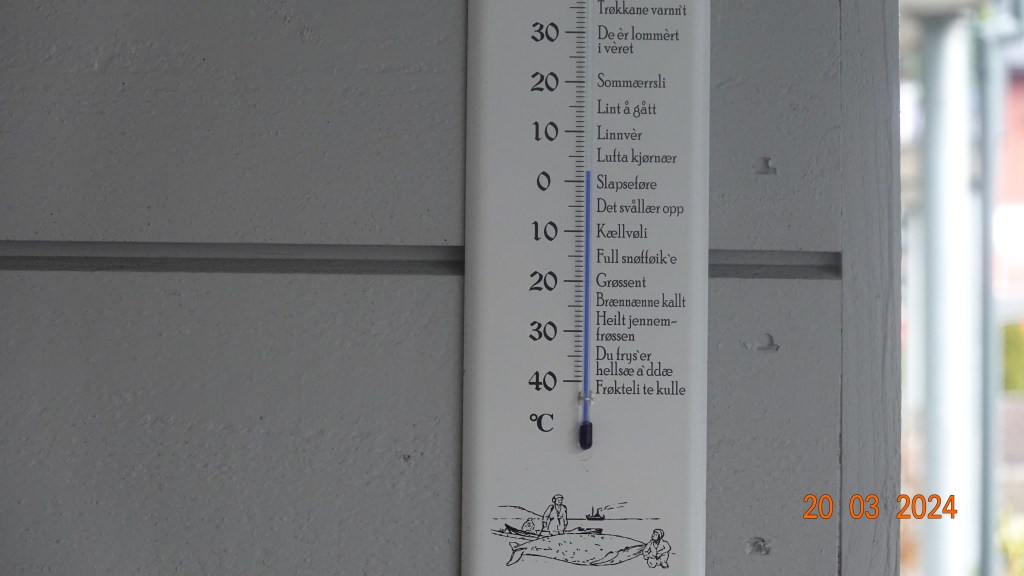 Trøkkane varmt
30 De èr lommèrt
i vèret
20 Sommærrsli
Lint å gått
10 Linnvèr
Lufta kjørnær
0 Slapseføre
Det svållær opp
10 Kællvøli
Full snøfføik`e
20 Grøssent
Brænnænne kallt
30 Heilt jennem-
frøssen
Du frys`er
hellsæ a`ddæ
40 Frøkteli te kulle
°C
20 03 2024